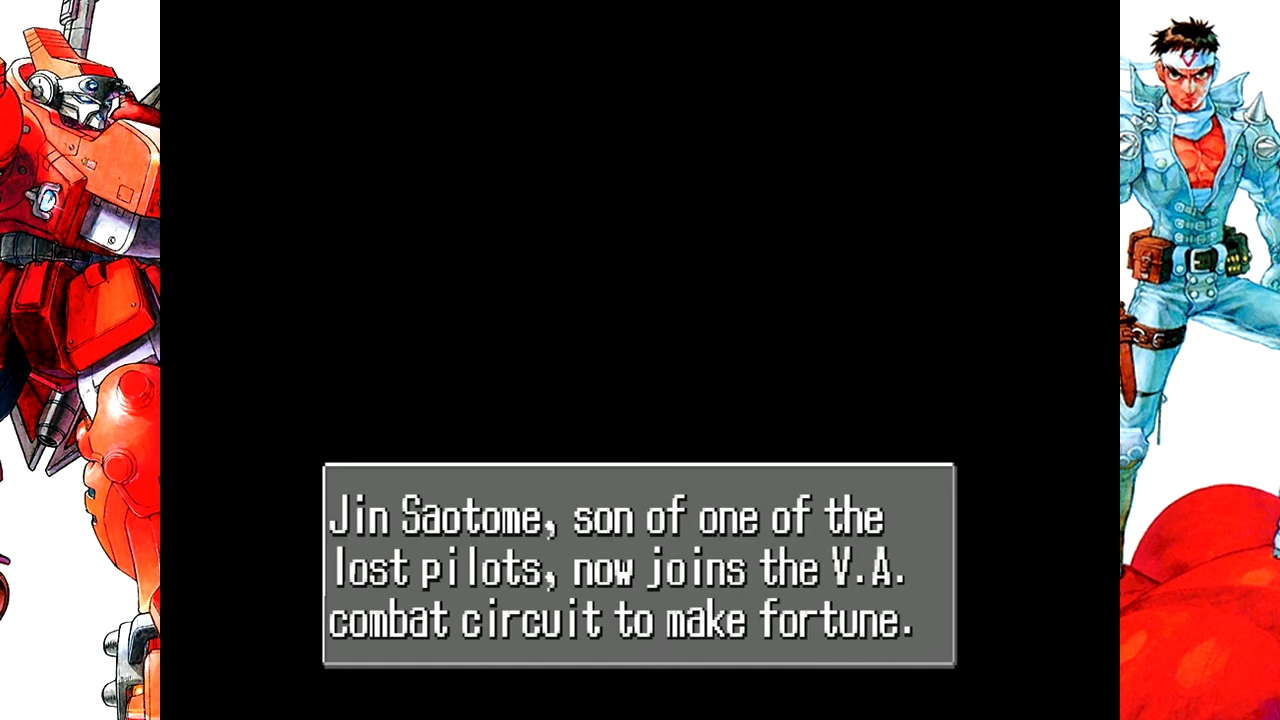 Jin Saotome, son of one of the
lost pilots, now joins the V.A.
combat circuit to make fortune.